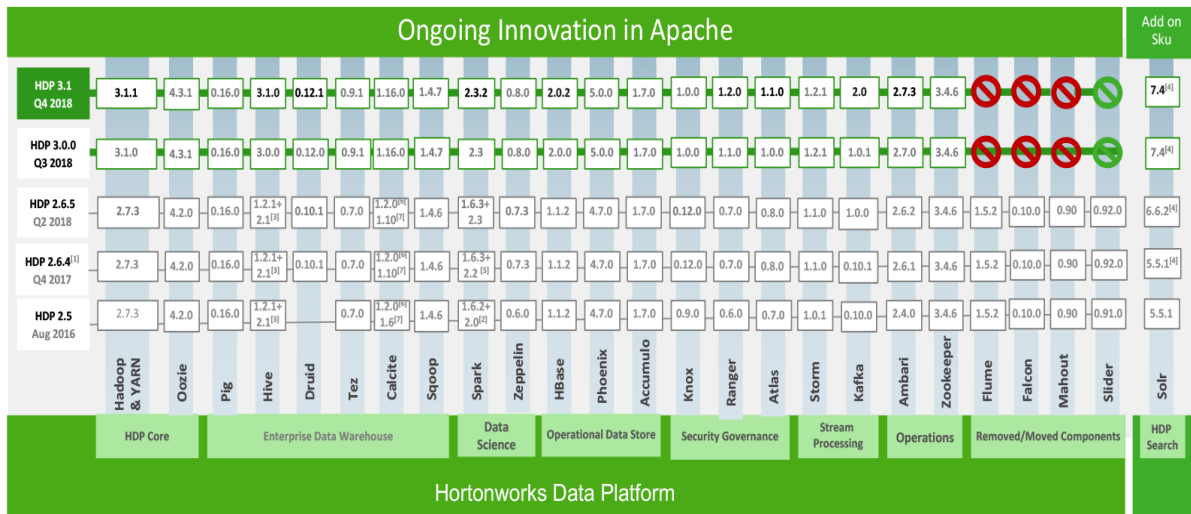 Ongoing Innovation in Apache
Add on
Sku
HDP 3.1
Q4 2018
3.1.1 4.3.1 0.16.0 3.1.0 0.12.1 0.9.1 1.16.0 1.4.7 2.3.2 0.8.0 2.0.2 5.0.0 1.7.0 1.0.0 1.2.0 1.1.0 1.2.1 2.0 2.7.3 3.4.6 7.4[4]
HDP 3.0.0
Q3 2018
3.1.0 4.3.1 0.16.0 3.0.0 0.12.0 0.9.1 1.16.0 1.4.7 2.3 0.8.0 2.0.0 5.0.0 1.7.0 1.0.0 1.1.0 1.0.0 1.2.1 1.0.1 2.7.0 3.4.6 7.4[4]
HDP 2.6.5
Q2 2018
2.7.3 4.2.0 0.16.0 1.2.1+ 2.1[3] 0.10.1 0.7.0 1.2.0[6] 1.10[7] 1.4.6 1.6.3+ 2.3 0.7.3 1.1.2 4.7.0 1.7.0 0.12.0 0.7.0 0.8.0 1.1.0 1.0.0 2.6.2 3.4.6 1.5.2 0.10.0 0.90 0.92.0 6.6.2[4]
HDP 2.6.4[1]
Q4 2017
2.7.3 4.2.0 0.16.0 1.2.1+ 2.1[3] 0.10.1 0.7.0 1.2.0[6] 1.10[7] 1.4.6 1.6.3+ 2.2 [5] 0.7.3 1.1.2 4.7.0 1.7.0 0.12.0 0.7.0 0.8.0 1.1.0 0.10.1 2.6.1 3.4.6 1.5.2 0.10.0 0.90 0.92.0 5.5.1[4]
HDP 2.5
Aug 2016
2.7.3 4.2.0 0.16.0 1.2.1+ 2.1[3] 0.7.0 1.2.0[6] 1.6[7] 1.4.6 1.6.2+ 2.0[2] 0.6.0 1.1.2 4.7.0 1.7.0 0.9.0 0.6.0 0.7.0 1.0.1 0.10.0 2.4.0 3.4.6 1.5.2 0.10.0 0.90 0.91.0 5.5.1
Hadoop
& YARN
Oozie
Pig
Hive
Druid
Tez
Calcite
Sqoop
Spark
Zeppelin
HBase
Phoenix
Accumulo
Knox
Ranger
Atlas
Storm
Kafka
Ambari
Zookeeper
Flume
Falcon
Mahout
Slider
Solr
HDP Core
Enterprise Data Warehouse
Data
Science
Operational Data Store
Security Governance
Stream
Processing
Operations
Removed/Moved Components
HDP
Search
Hortonworks Data Platform